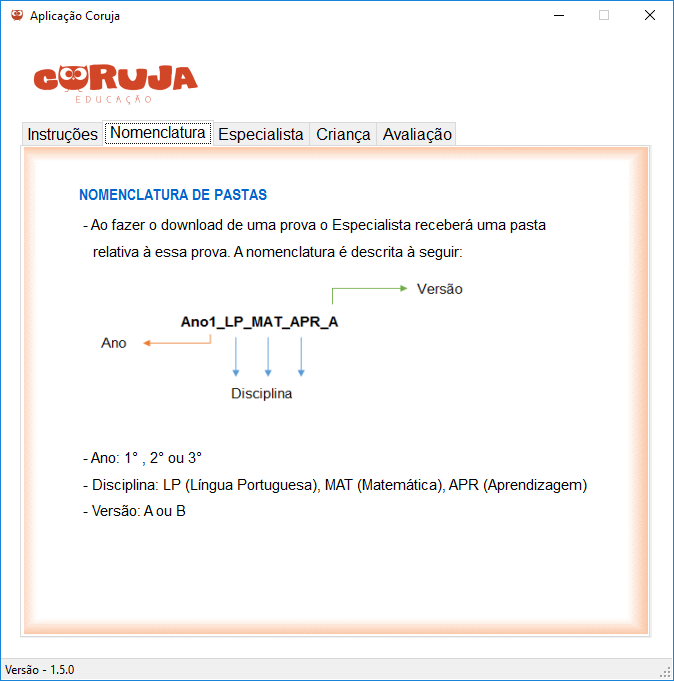 Aplicação Coruja
CORUJA
EDUCAÇÃO
Instruções Nomenclatura Especialista Criança Avaliação
NOMENCLATURA DE PASTAS
- Ao fazer o download de uma prova o Especialista receberá uma pasta
relativa à essa prova. A nomenclatura é descrita à seguir:
Versão
Ano1_LP_MAT_APR_A
Ano
Disciplina
- Ano: 1° , 2° ou 3°
- Disciplina: LP (Língua Portuguesa), MAT (Matemática), APR (Aprendizagem)
- Versão: A ou B
Versão - 1.5.0